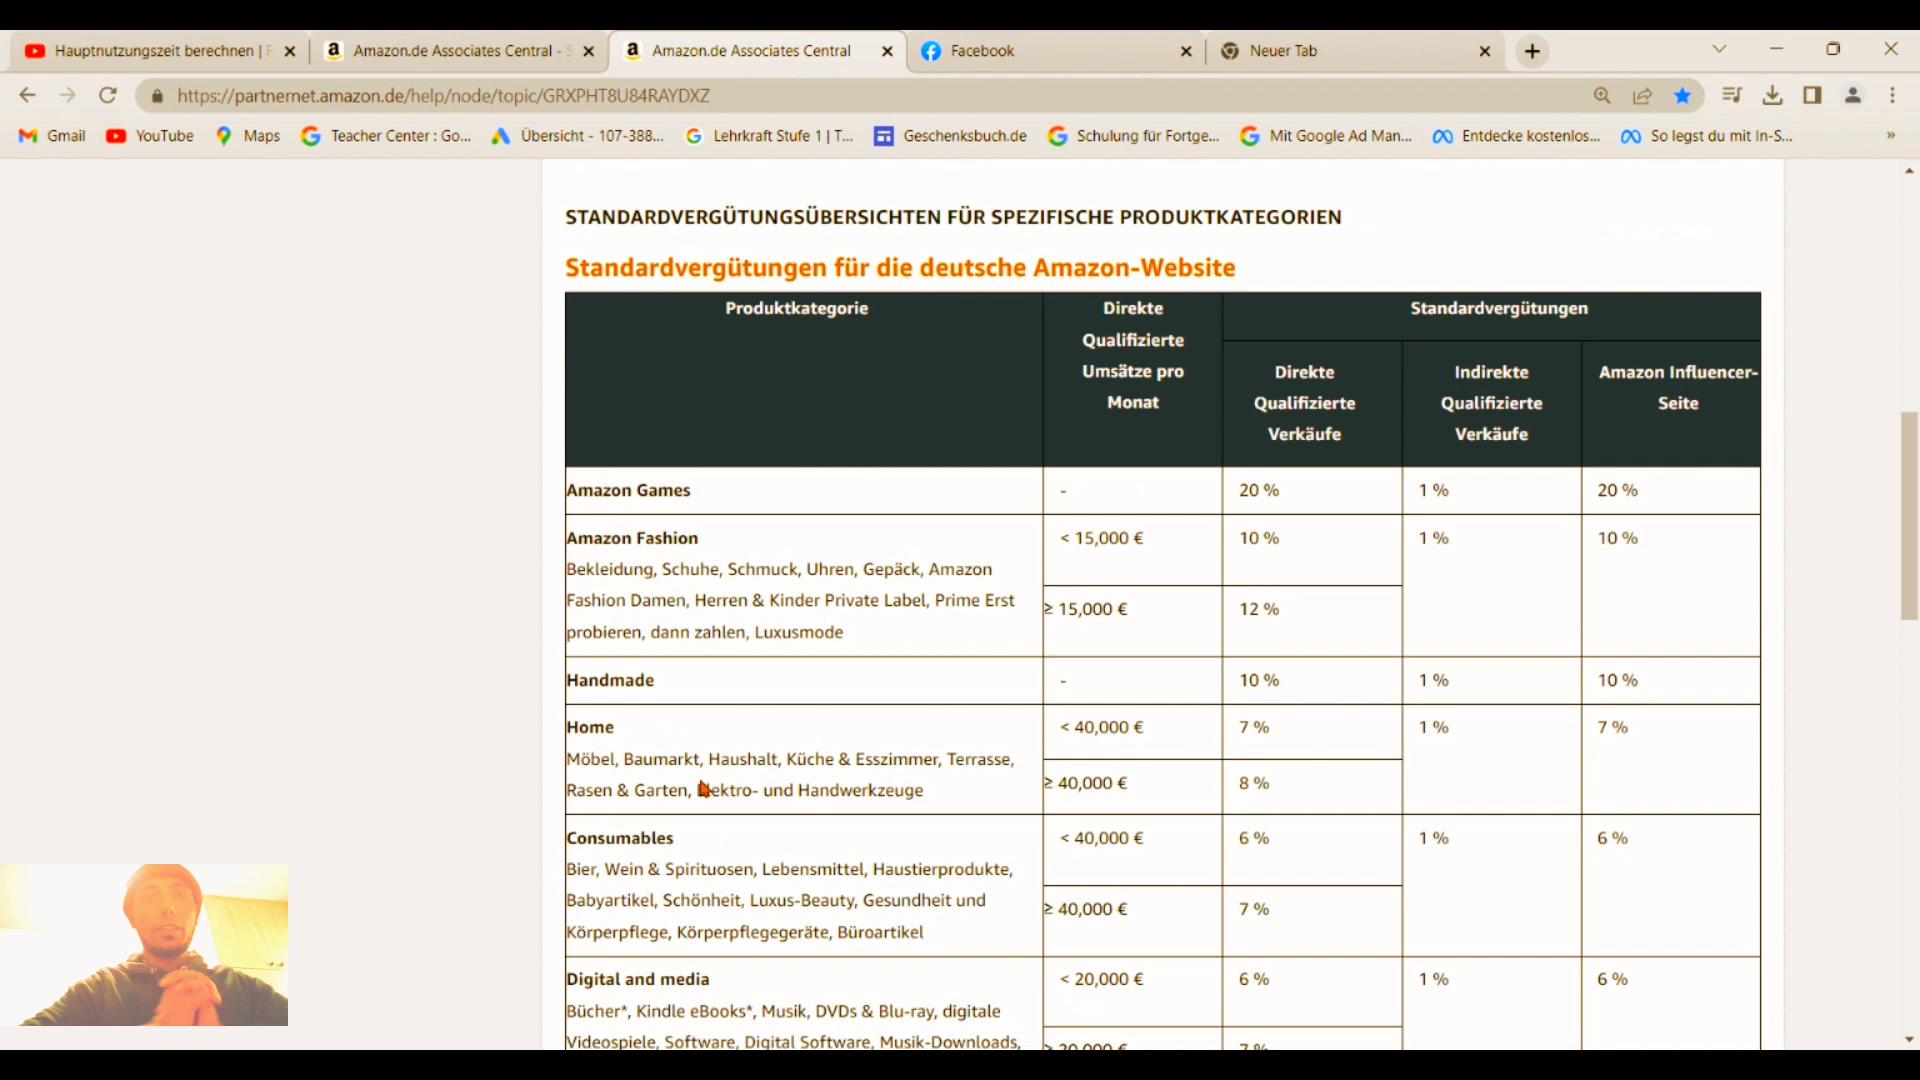 Hauptnutzungszeit berechnen |
Amazon.de Associates Central -
Amazon.de Associates Central
Facebook
Neuer Tab
https://partnernet.amazon.de/help/node/topic/GRXPHT8U84RAYDXZ
Gmail
YouTube
Maps
Teacher Center : Go...
Übersicht - 107-388...
Lehrkraft Stufe 1 | T...
Geschenksbuch.de
Schulung für Fortge...
Mit Google Ad Man...
Entdecke kostenlos...
So legst du mit In-S...
STANDARDVERGÜTUNGSÜBERSICHTEN FÜR SPEZIFISCHE PRODUKTKATEGORIEN
Standardvergütungen für die deutsche Amazon-Website
Produktkategorie
Direkte
Qualifizierte
Umsätze pro
Monat
Standardvergütungen
Direkte
Qualifizierte
Verkäufe
Indirekte
Qualifizierte
Verkäufe
Amazon Influencer-
Seite
Amazon Games
-
20 %
1 %
20 %
Amazon Fashion
Bekleidung, Schuhe, Schmuck, Uhren, Gepäck, Amazon
Fashion Damen, Herren & Kinder Private Label, Prime Erst
probieren, dann zahlen, Luxusmode
< 15,000 €
10 %
1 %
10 %
≥ 15,000 €
12 %
Handmade
-
10 %
1 %
10 %
Home
Möbel, Baumarkt, Haushalt, Küche & Esszimmer, Terrasse,
Rasen & Garten, Elektro- und Handwerkzeuge
< 40,000 €
7 %
1 %
7 %
≥ 40,000 €
8 %
Consumables
Bier, Wein & Spirituosen, Lebensmittel, Haustierprodukte,
Babyartikel, Schönheit, Luxus-Beauty, Gesundheit und
Körperpflege, Körperpflegegeräte, Büroartikel
< 40,000 €
6 %
1 %
6 %
≥ 40,000 €
7 %
Digital and media
Bücher*, Kindle eBooks*, Musik, DVDs & Blu-ray, digitale
Videospiele, Software, Digital Software, Musik-Downloads,
< 20,000 €
6 %
1 %
6 %
≥ 20,000 €
7 %